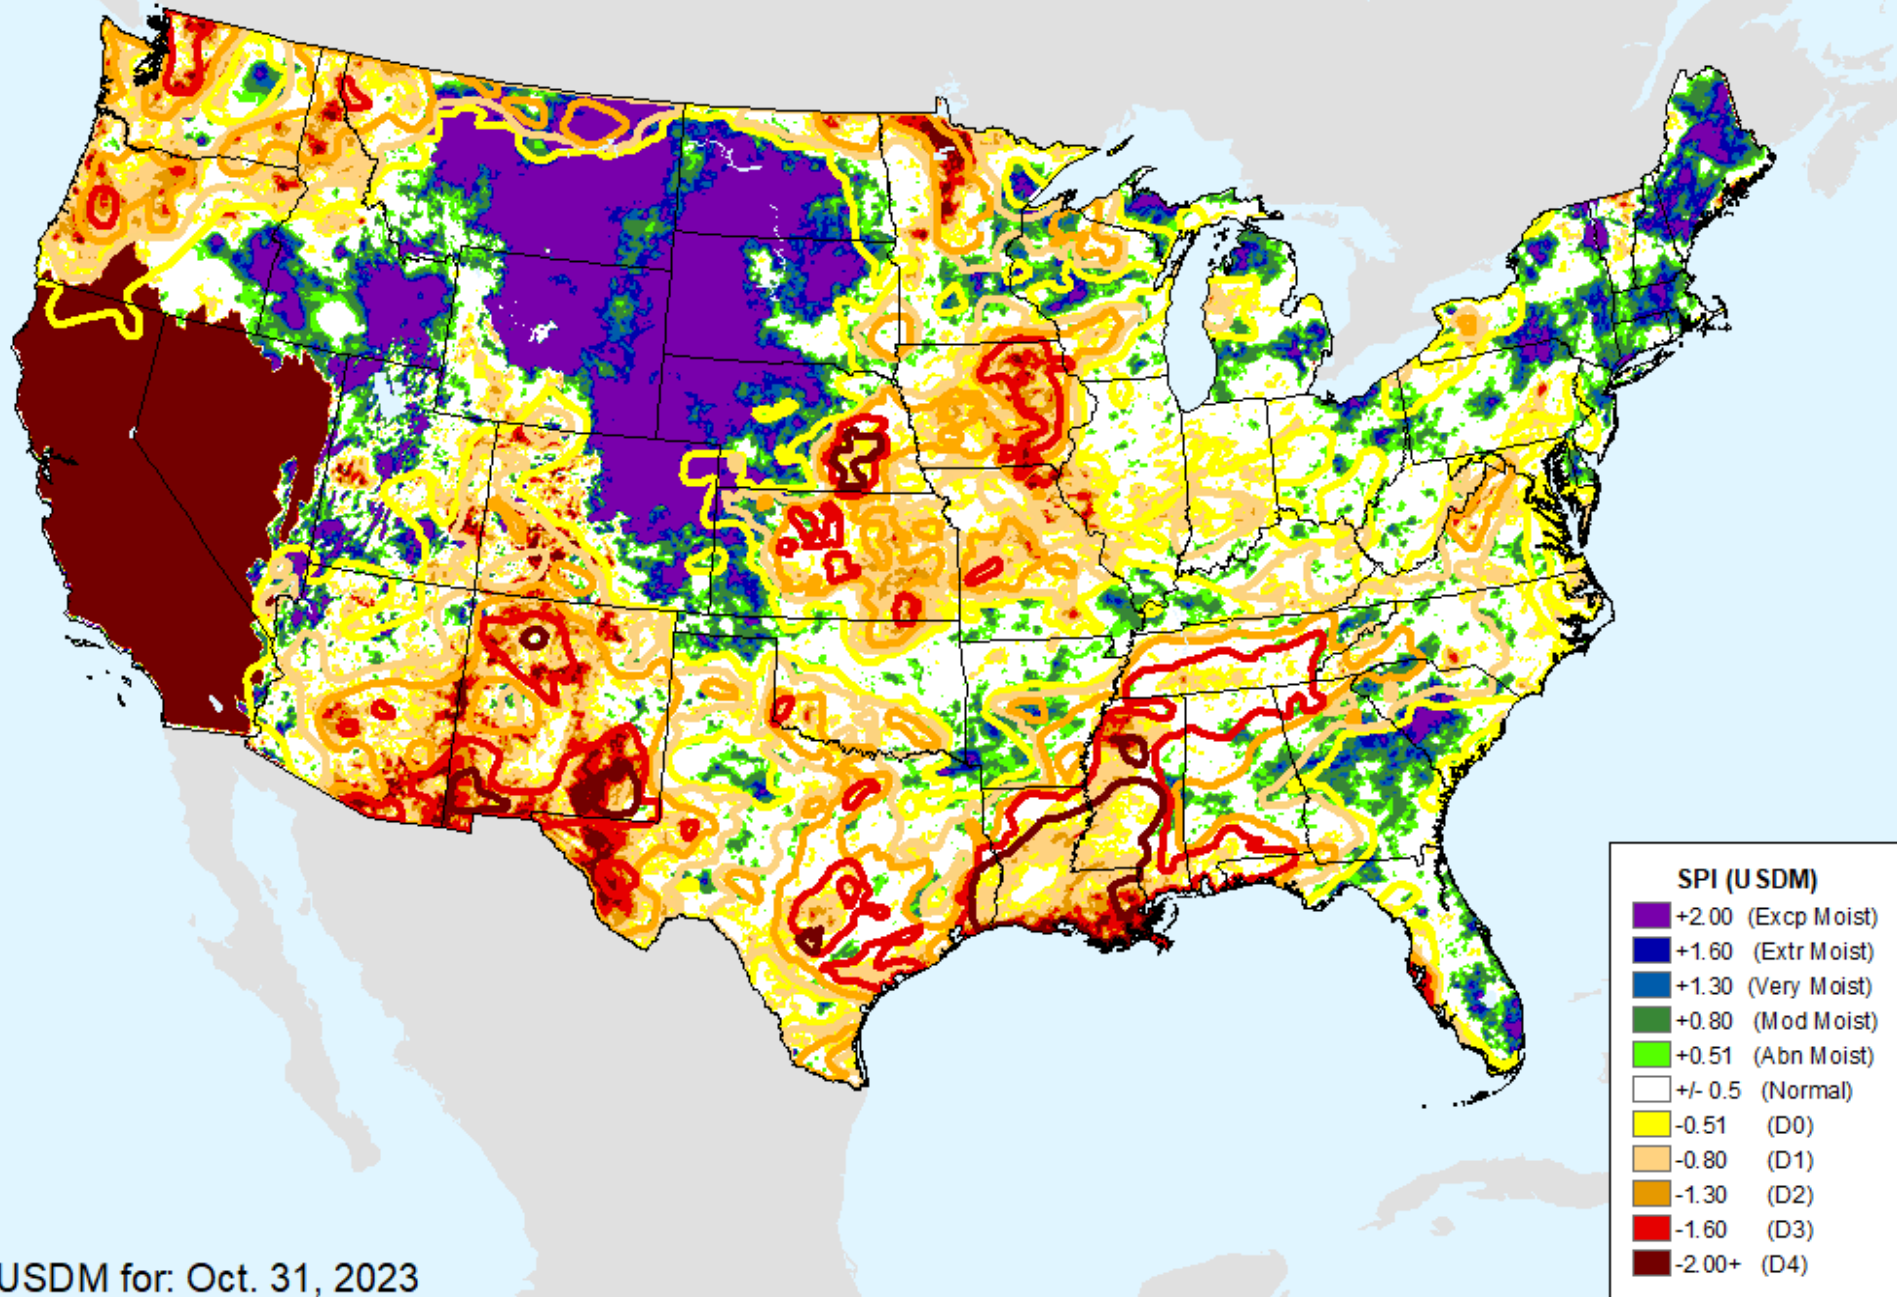 SPI (USDM)
+2.00 (Excp Moist)
+1.60 (Extr Moist)
+1.30 (Very Moist)
+0.80 (Mod Moist)
+0.51 (Abn Moist)
+/- 0.5 (Normal)
-0.51 (D0)
-0.80 (D1)
-1.30 (D2)
-1.60 (D3)
-2.00+ (D4)
USDM for: Oct. 31, 2023